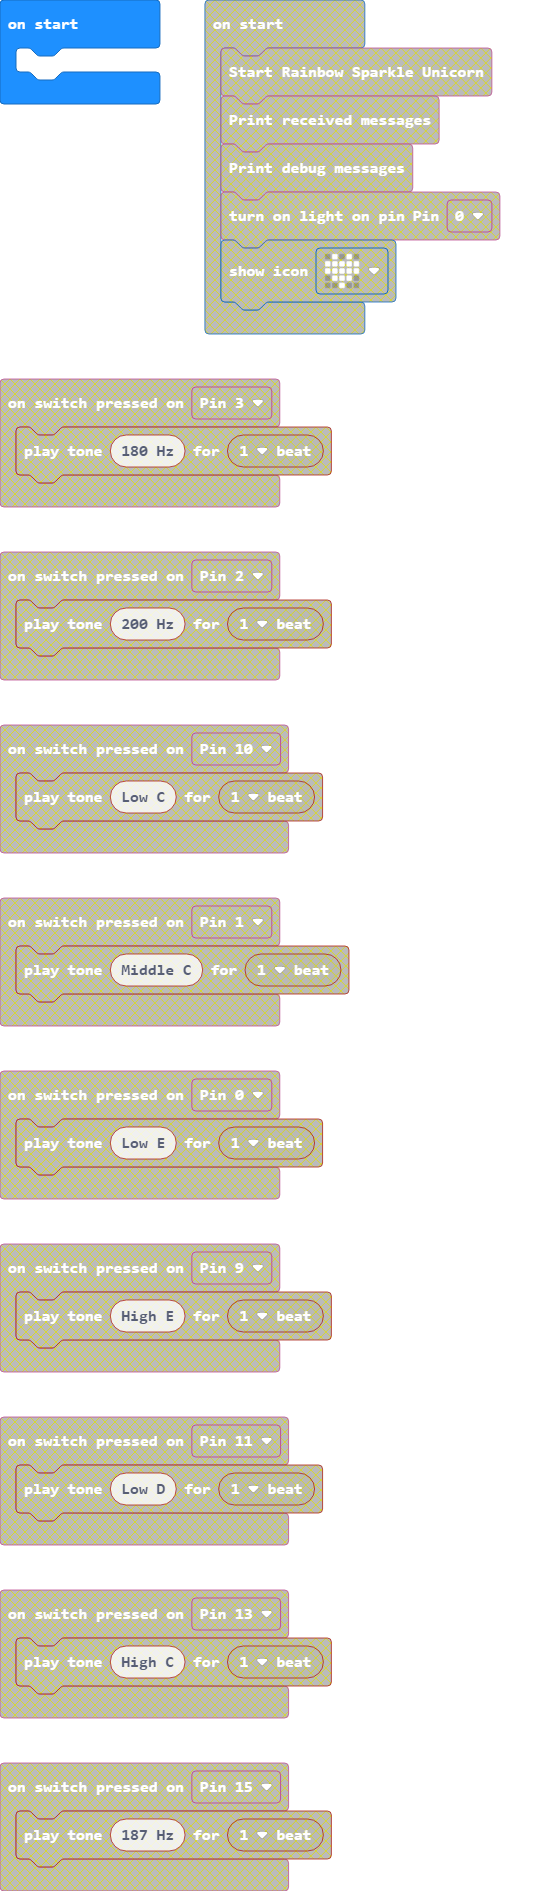 on start
on start
Start Rainbow Sparkle Unicorn
Print received messages
Print debug messages
turn on light on pin Pin 0
show icon
on switch pressed on Pin 3
play tone 180 Hz for 1 beat
on switch pressed on Pin 2
play tone 200 Hz for 1 beat
on switch pressed on Pin 10
play tone Low C for 1 beat
on switch pressed on Pin 1
play tone Middle C for 1 beat
on switch pressed on Pin 0
play tone Low E for 1 beat
on switch pressed on Pin 9
play tone High E for 1 beat
on switch pressed on Pin 11
play tone Low D for 1 beat
on switch pressed on Pin 13
play tone High C for 1 beat
on switch pressed on Pin 15
play tone 187 Hz for 1 beat